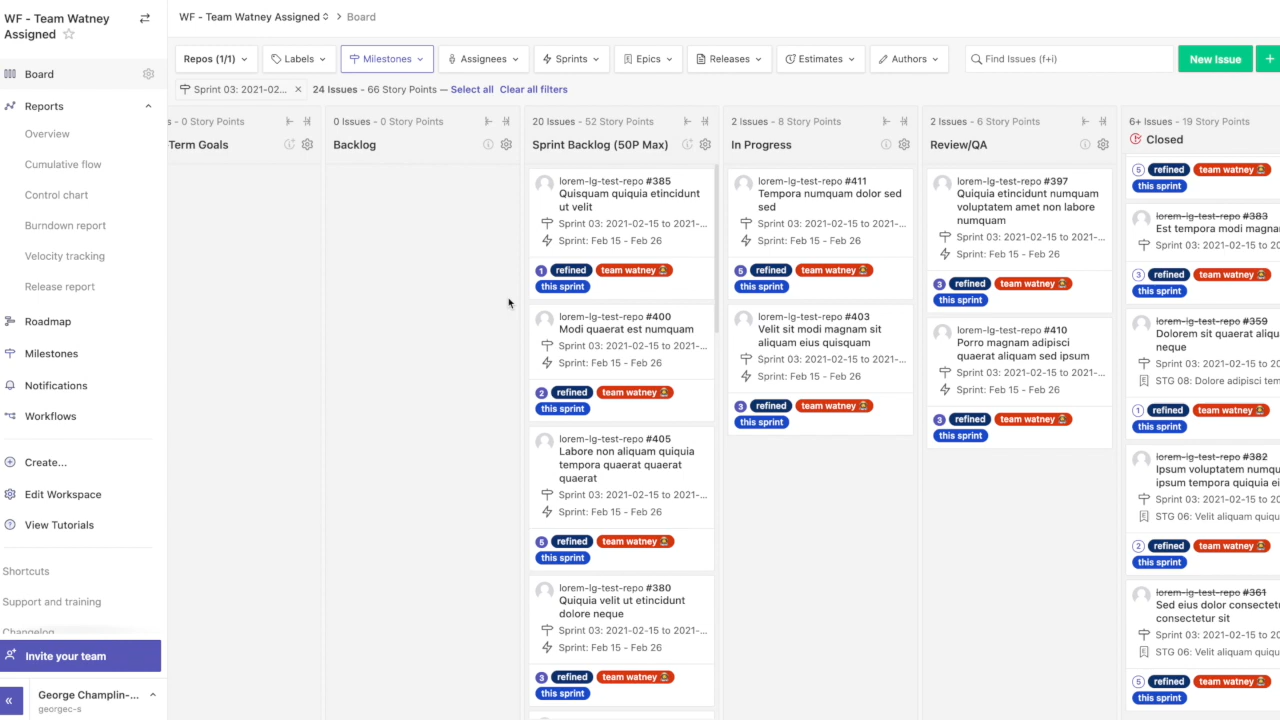 WF - Team Watney
Assigned
Board
Reports
Overview
Cumulative flow
Control chart
Burndown report
Velocity tracking
Release report
Roadmap
Milestones
Notifications
Workflows
Create...
Edit Workspace
View Tutorials
Shortcuts
Support and training
Changelog
Invite your team
George Champlin-...
georgec-s
WF - Team Watney Assigned > Board
Repos (1/1) Labels Milestones Assignees Sprints Epics Releases Estimates Authors Find Issues (f+i) New Issue +
Sprint 03: 2021-02... × 24 Issues - 66 Story Points — Select all Clear all filters
s - 0 Story Points
Term Goals
0 Issues - 0 Story Points
Backlog
20 Issues - 52 Story Points
Sprint Backlog (50P Max)
lorem-lg-test-repo #385
Quisquam quiquia etincidunt
ut velit
Sprint 03: 2021-02-15 to 2021-...
Sprint: Feb 15 - Feb 26
1 refined team watney
this sprint
lorem-lg-test-repo #400
Modi quaerat est numquam
Sprint 03: 2021-02-15 to 2021-...
Sprint: Feb 15 - Feb 26
2 refined team watney
this sprint
lorem-lg-test-repo #405
Labore non aliquam quiquia
tempora quaerat quaerat
quaerat
Sprint 03: 2021-02-15 to 2021-...
Sprint: Feb 15 - Feb 26
5 refined team watney
this sprint
lorem-lg-test-repo #380
Quiquia velit ut etincidunt
dolore neque
Sprint 03: 2021-02-15 to 2021-...
Sprint: Feb 15 - Feb 26
3 refined team watney
this sprint
2 Issues - 8 Story Points
In Progress
lorem-lg-test-repo #411
Tempora numquam dolor sed
sed
Sprint 03: 2021-02-15 to 2021-...
Sprint: Feb 15 - Feb 26
5 refined team watney
this sprint
lorem-lg-test-repo #403
Velit sit modi magnam sit
aliquam eius quisquam
Sprint 03: 2021-02-15 to 2021-...
Sprint: Feb 15 - Feb 26
3 refined team watney
this sprint
2 Issues - 6 Story Points
Review/QA
lorem-lg-test-repo #397
Quiquia etincidunt numquam
voluptatem amet non labore
numquam
Sprint 03: 2021-02-15 to 2021-...
Sprint: Feb 15 - Feb 26
3 refined team watney
this sprint
lorem-lg-test-repo #410
Porro magnam adipisci
quaerat aliquam sed ipsum
Sprint 03: 2021-02-15 to 2021-...
Sprint: Feb 15 - Feb 26
3 refined team watney
this sprint
6+ Issues - 19 Story Points
Closed
5 refined team watney
this sprint
lorem-lg-test-repo #383
Est tempora modi magna
Sprint 03: 2021-02-15 to 20
3 refined team watney
this sprint
lorem-lg-test-repo #359
Dolorem sit quaerat aliqu
neque
Sprint 03: 2021-02-15 to 20
STG 08: Dolore adipisci tem
1 refined team watney
this sprint
lorem-lg-test-repo #382
Ipsum voluptatem numqu
ipsum tempora quiquia ei
Sprint 03: 2021-02-15 to 20
STG 06: Velit aliquam quiqu
2 refined team watney
this sprint
lorem-lg-test-repo #361
Sed eius dolor consectetu
consectetur sit
Sprint 03: 2021-02-15 to 20
STG 06: Velit aliquam quiqu
5 refined team watney
this sprint